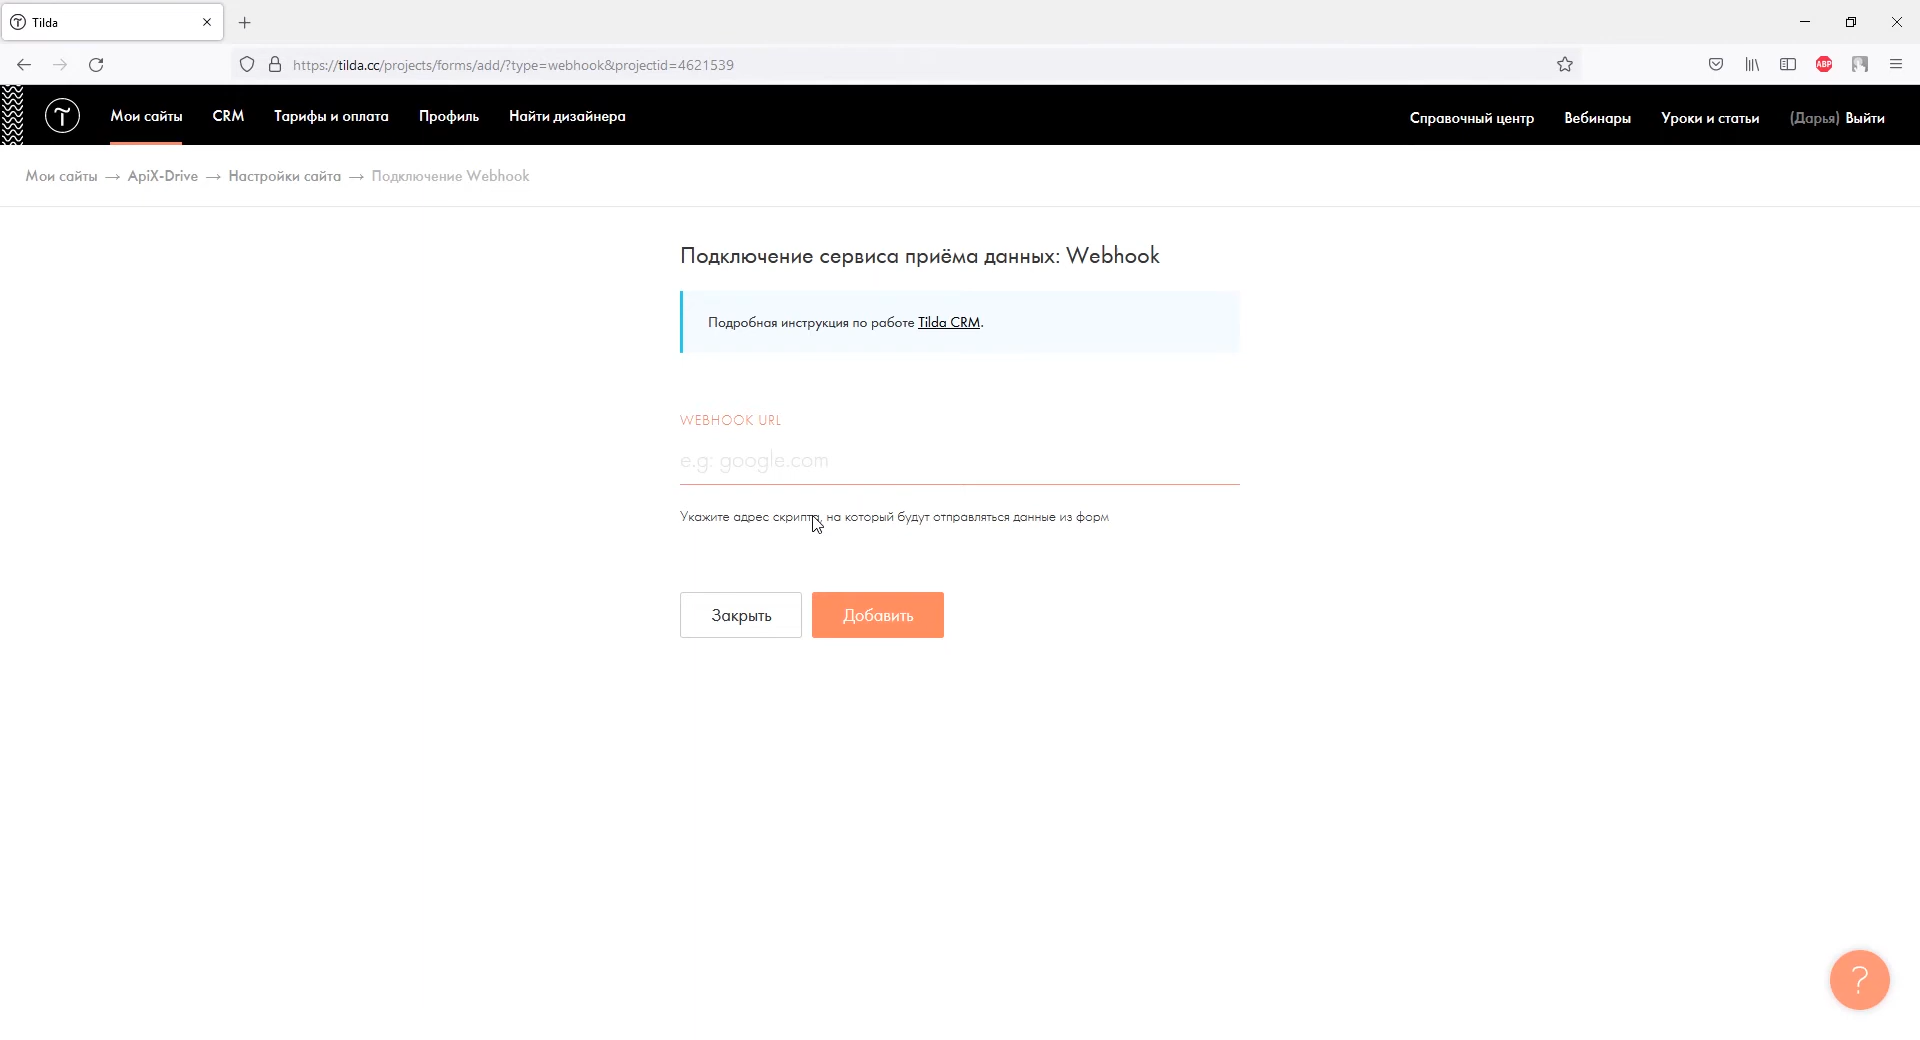 Tilda
https://tilda.cc/projects/forms/add/?type=webhook&projectid=4621539
ABP
Мои сайты CRM Тарифы и оплата Профиль Найти дизайнера Справочный центр Вебинары Уроки и статьи (Дарья) Выйти
Мои сайты → ApiX-Drive → Настройки сайта → Подключение Webhook
Подключение сервиса приёма данных: Webhook
Подробная инструкция по работе Tilda CRM.
WEBHOOK URL
e.g: google.com
Укажите адрес скрипта, на который будут отправляться данные из форм
Закрыть Добавить
?